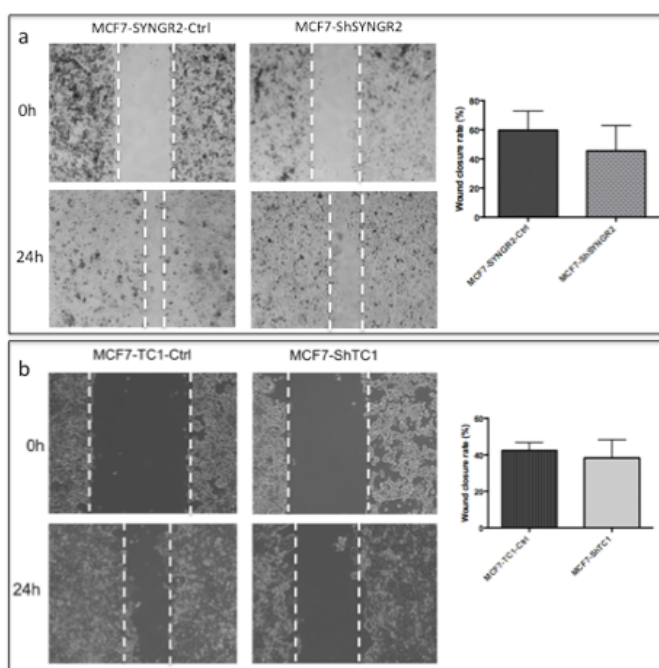 a
MCF7-SYNGR2-Ctrl
MCF7-ShSYNGR2
0h
24h
Wound closure rate (%)
80
60
40
20
0
MCF7-SYNGR2-Ctrl
MCF7-ShSYNGR2
b
MCF7-TC1-Ctrl
MCF7-ShTC1
0h
24h
Wound closure rate (%)
60
40
20
0
MCF7-TC1-Ctrl
MCF7-ShTC1